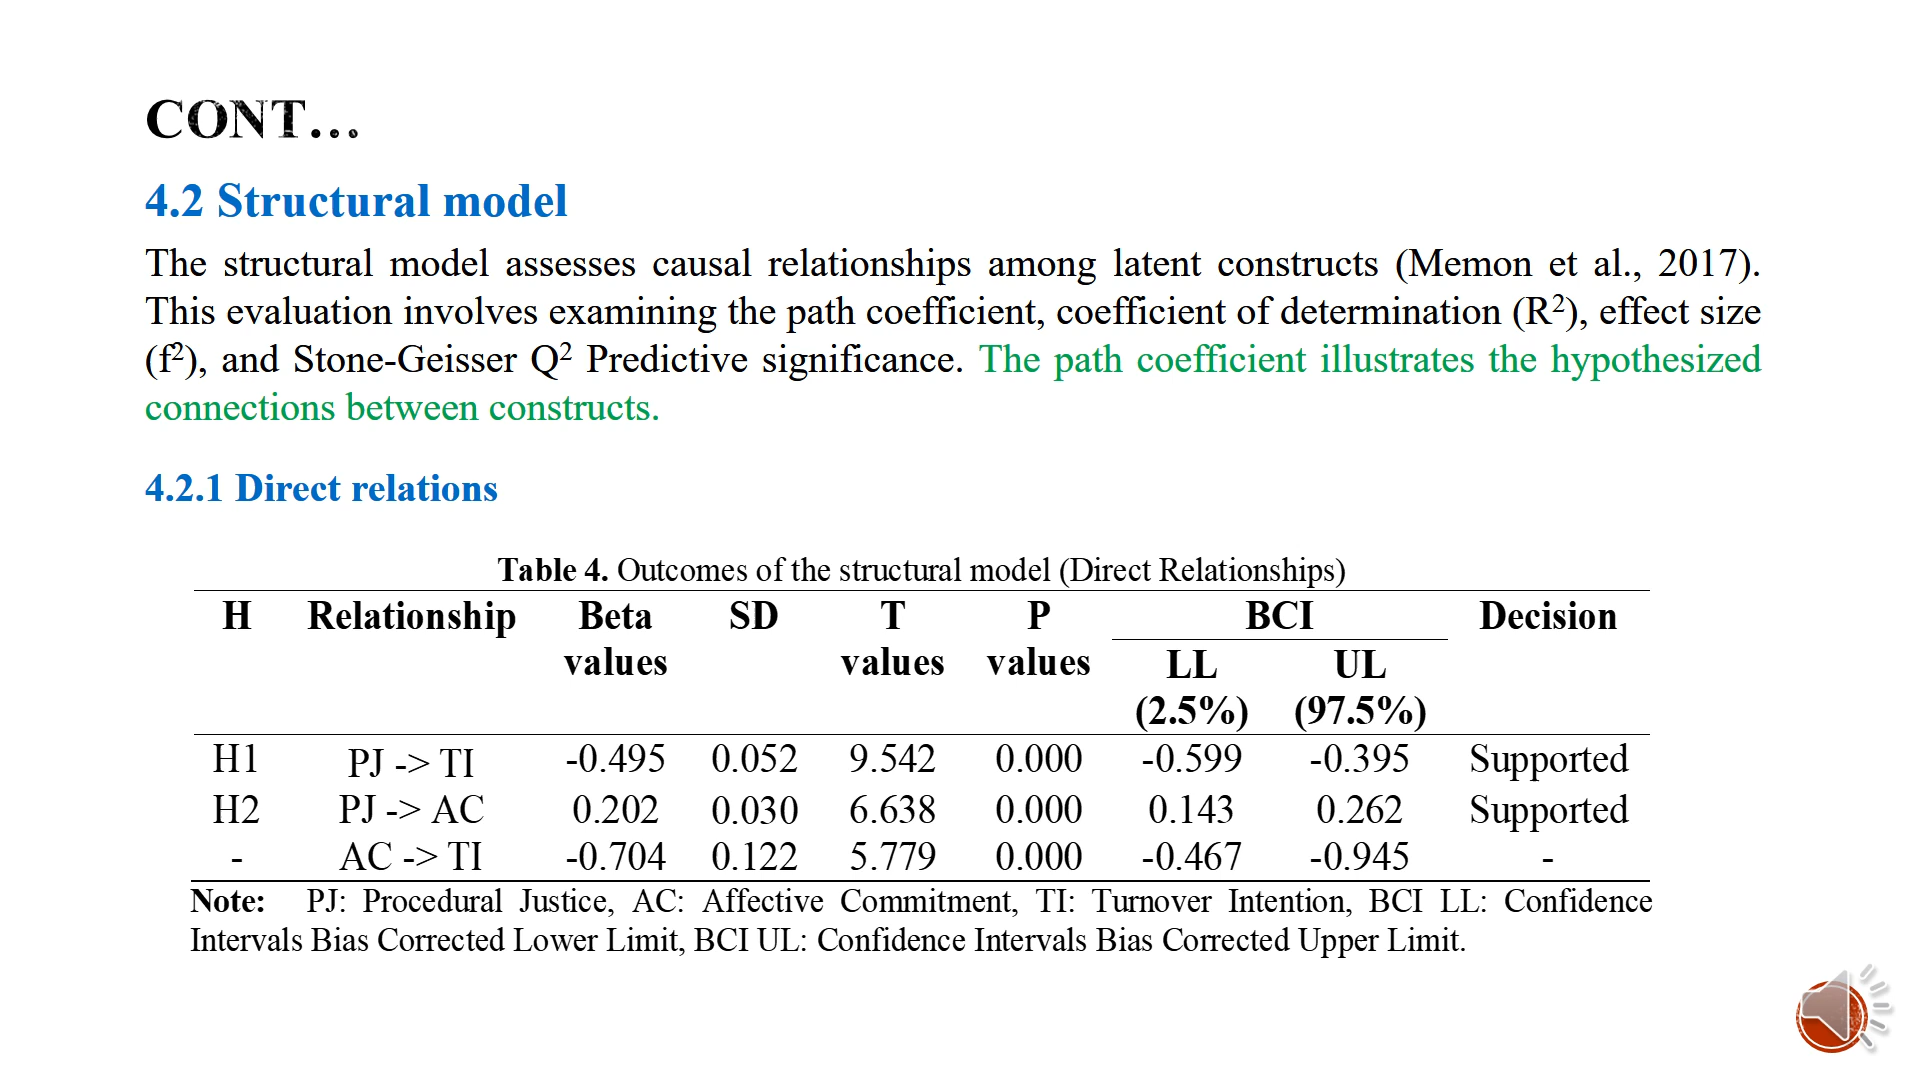 CONT...
4.2 Structural model
The structural model assesses causal relationships among latent constructs (Memon et al., 2017).
This evaluation involves examining the path coefficient, coefficient of determination (R²), effect size
(f²), and Stone-Geisser Q² Predictive significance. The path coefficient illustrates the hypothesized
connections between constructs.
4.2.1 Direct relations
Table 4. Outcomes of the structural model (Direct Relationships)
H Relationship Beta SD T P BCI Decision
values values values LL UL
(2.5%) (97.5%)
H1 PJ -> TI -0.495 0.052 9.542 0.000 -0.599 -0.395 Supported
H2 PJ -> AC 0.202 0.030 6.638 0.000 0.143 0.262 Supported
- AC -> TI -0.704 0.122 5.779 0.000 -0.467 -0.945 -
Note: PJ: Procedural Justice, AC: Affective Commitment, TI: Turnover Intention, BCI LL: Confidence
Intervals Bias Corrected Lower Limit, BCI UL: Confidence Intervals Bias Corrected Upper Limit.